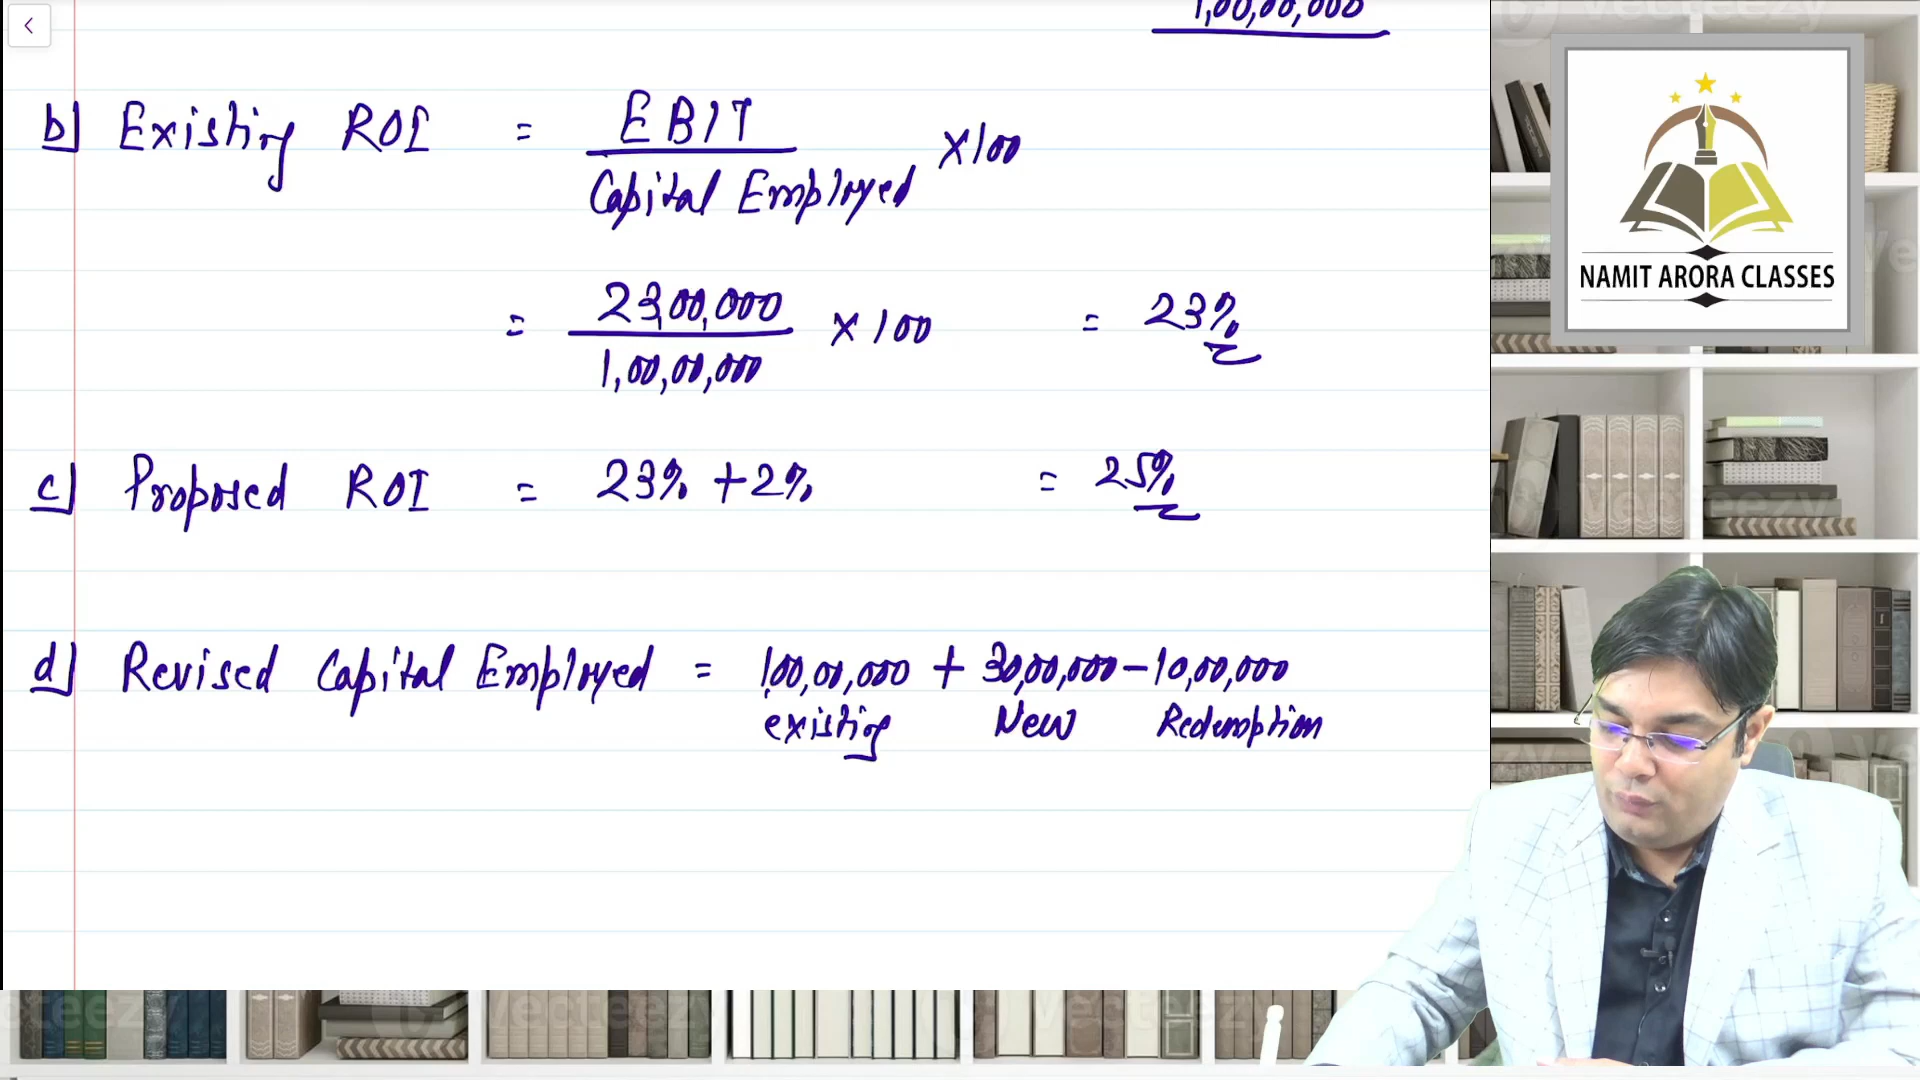 1,00,00,000
b] Existing ROI = EBIT / Capital Employed × 100
= 23,00,000 / 1,00,00,000 × 100 = 23%
c] Proposed ROI = 23% + 2% = 25%
d] Revised Capital Employed = 1,00,00,000 + 30,00,000 – 10,00,000
existing New Redemption
NAMIT ARORA CLASSES
Vecteezy